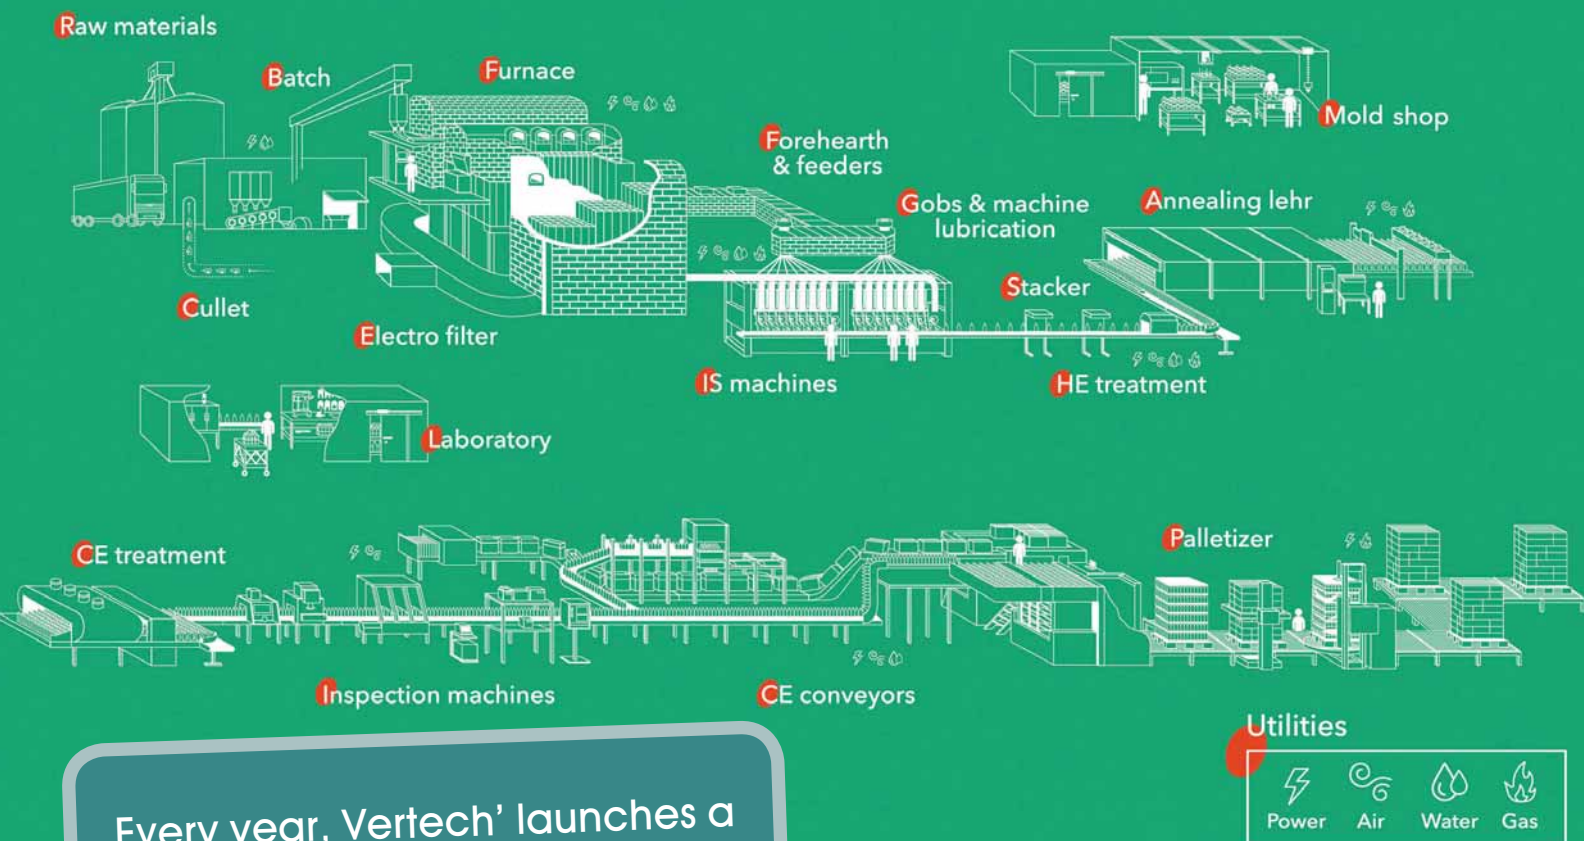 Raw materials
Batch
Furnace
Forehearth
& feeders
Mold shop
Gobs & machine
lubrication
Annealing lehr
Stacker
Cullet
Electro filter
IS machines
HE treatment
Laboratory
CE treatment
Palletizer
Inspection machines
CE conveyors
Utilities
Power Air Water Gas
Every year, Vertech' launches a